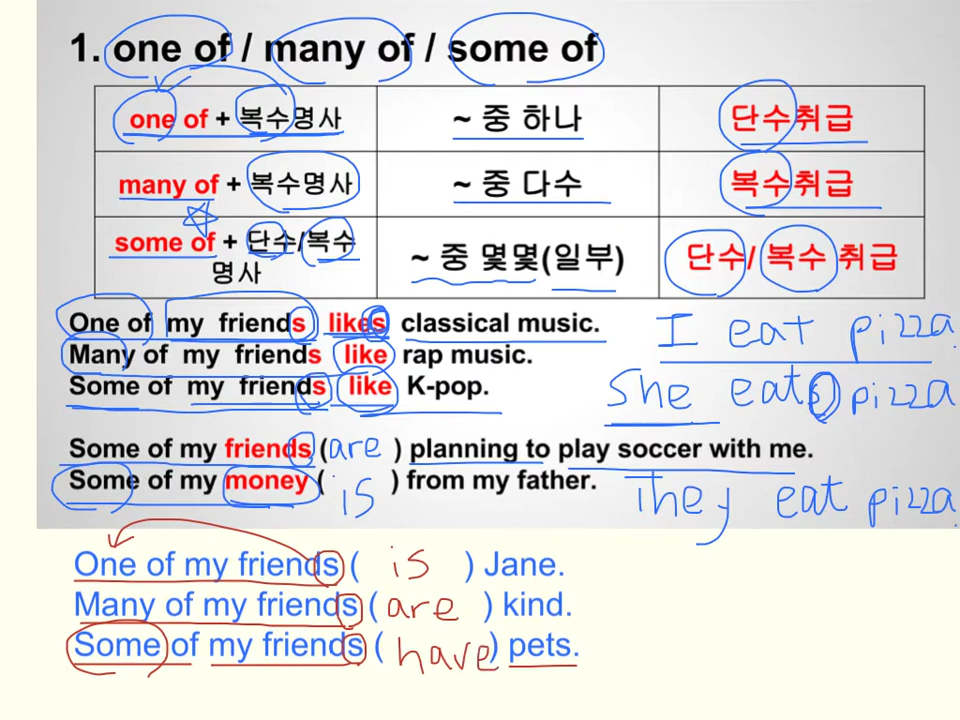 1. one of / many of / some of
one of + 복수명사 ~ 중 하나 단수취급
many of + 복수명사 ~ 중 다수 복수취급
some of + 단수/복수 명사 ~ 중 몇몇(일부) 단수/ 복수 취급
One of my friends likes classical music.
Many of my friends like rap music.
Some of my friends like K-pop.
I eat pizza.
She eats pizza
They eat pizza.
Some of my friends (are ) planning to play soccer with me.
Some of my money ( is ) from my father.
One of my friends ( is ) Jane.
Many of my friends ( are ) kind.
Some of my friends ( have ) pets.